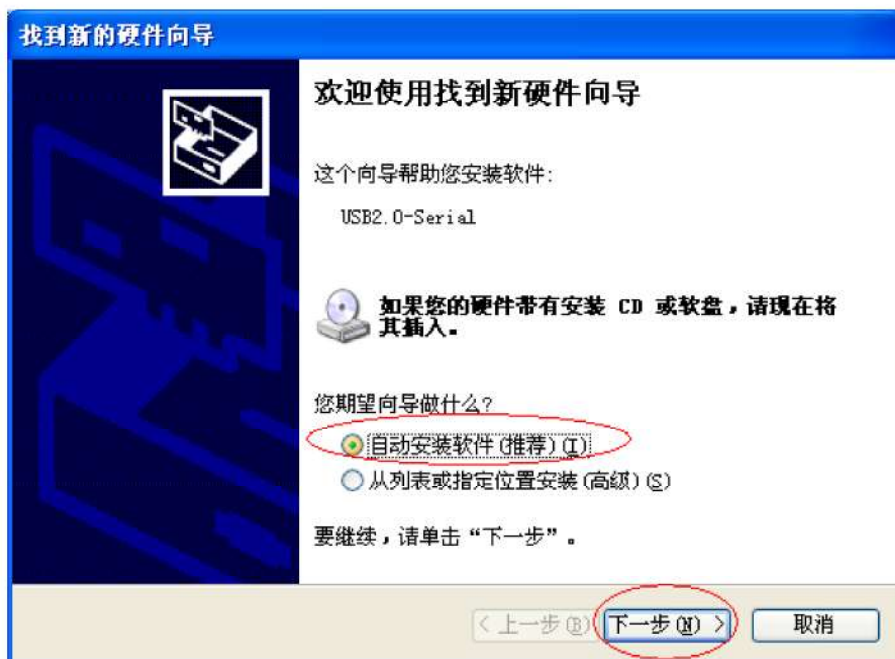 找到新的硬件向导
欢迎使用找到新硬件向导
这个向导帮助您安装软件:
USB2.0-Serial
如果您的硬件带有安装 CD 或软盘，请现在将
其插入。
您期望向导做什么?
自动安装软件(推荐)(I)
从列表或指定位置安装(高级)(S)
要继续，请单击“下一步”。
< 上一步(B)
下一步(N) >
取消